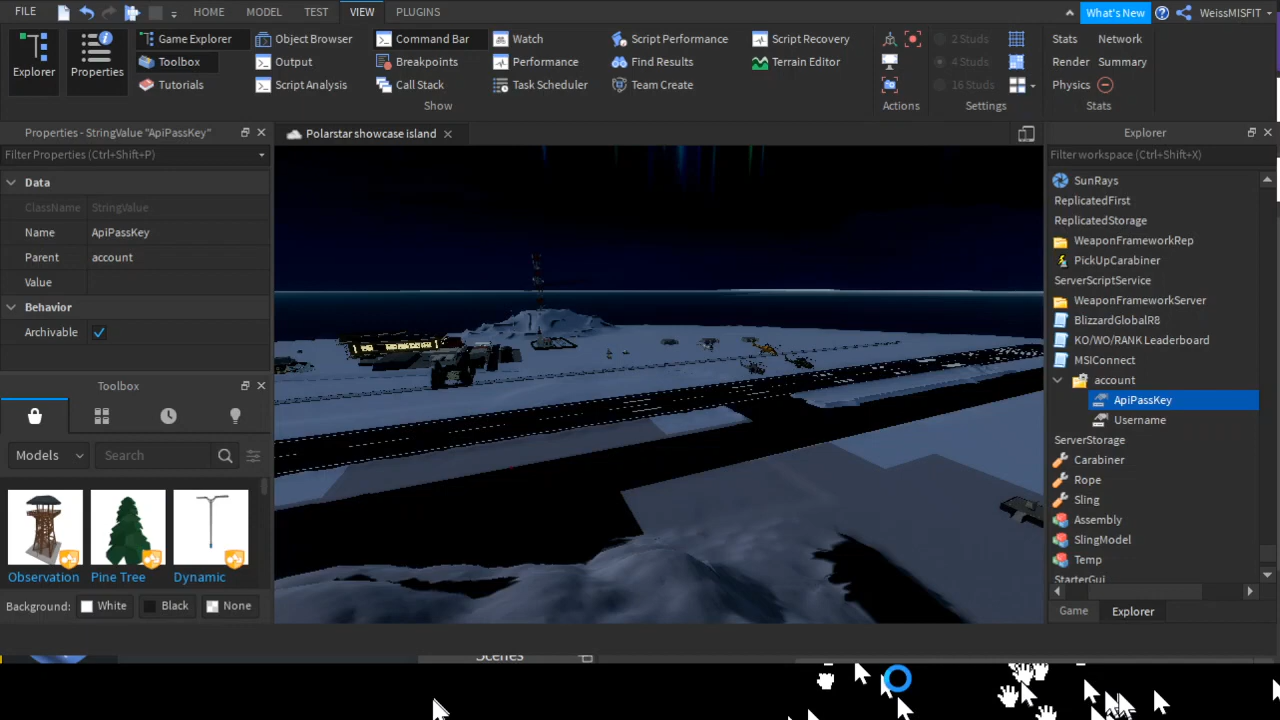 FILE HOME MODEL TEST VIEW PLUGINS What's New WeissMISFIT
Explorer
Properties
Game Explorer
Toolbox
Tutorials
Object Browser
Output
Script Analysis
Command Bar
Breakpoints
Call Stack
Watch
Performance
Task Scheduler
Script Performance
Find Results
Team Create
Script Recovery
Terrain Editor
Show
Actions
2 Studs
4 Studs
16 Studs
Settings
Stats Network
Render Summary
Physics
Stats
Properties - StringValue "ApiPassKey"
Filter Properties (Ctrl+Shift+P)
Data
ClassName StringValue
Name ApiPassKey
Parent account
Value
Behavior
Archivable
Toolbox
Models Search
Observation Pine Tree Dynamic
Background: White Black None
Polarstar showcase island
Explorer
Filter workspace (Ctrl+Shift+X)
SunRays
ReplicatedFirst
ReplicatedStorage
WeaponFrameworkRep
PickUpCarabiner
ServerScriptService
WeaponFrameworkServer
BlizzardGlobalR8
KO/WO/RANK Leaderboard
MSIConnect
account
ApiPassKey
Username
ServerStorage
Carabiner
Rope
Sling
Assembly
SlingModel
Temp
StarterGui
Game Explorer
Scenes